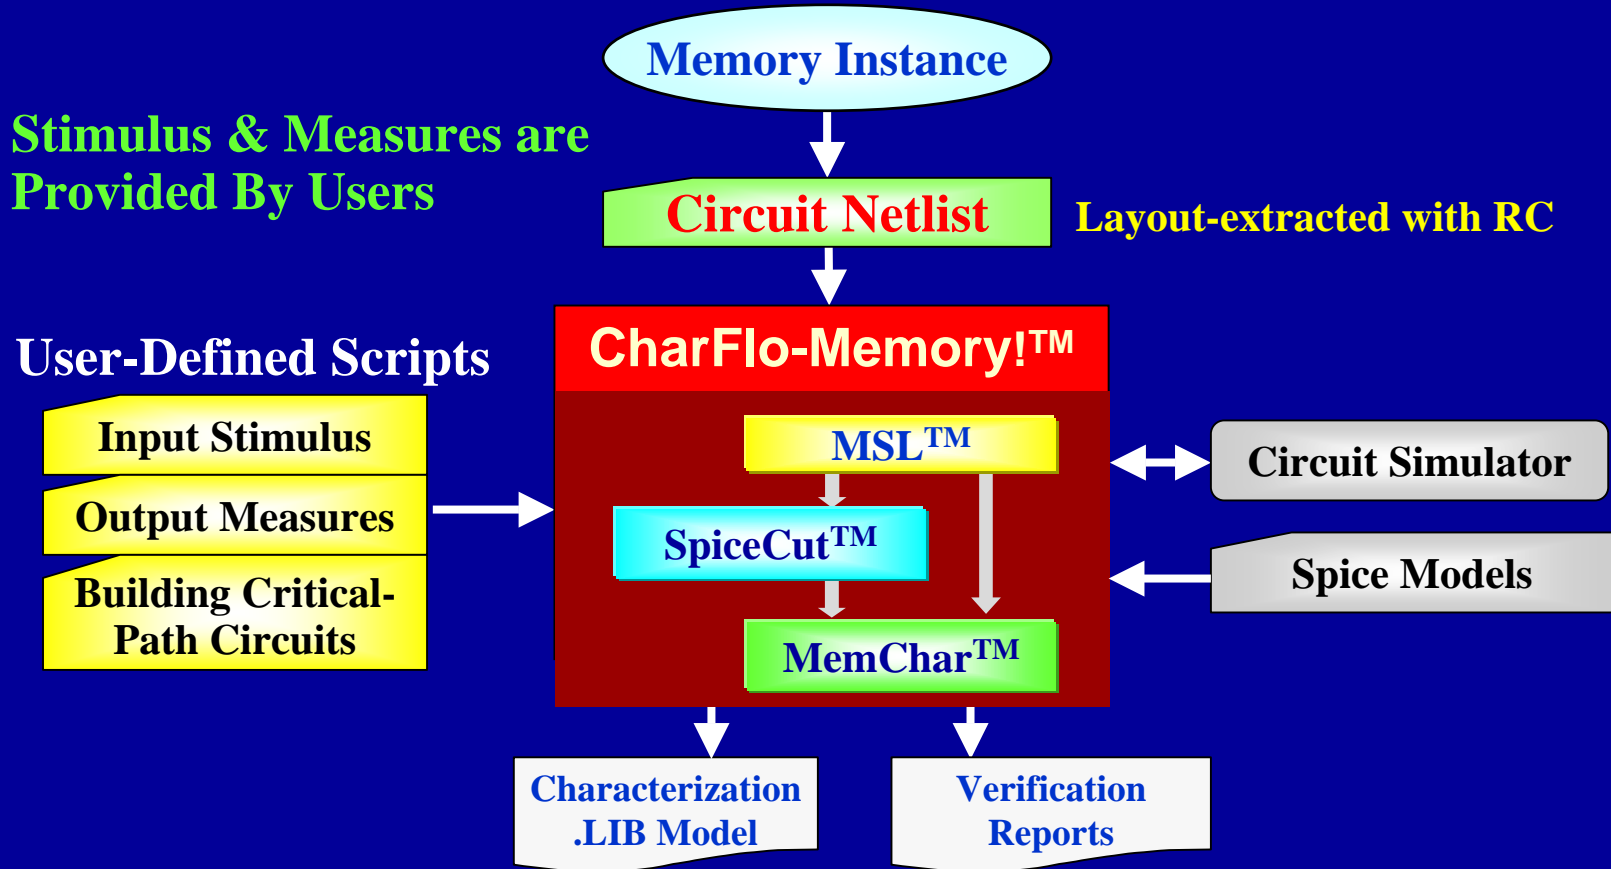 Memory Instance
Stimulus & Measures are
Provided By Users
Circuit Netlist
Layout-extracted with RC
CharFlo-Memory!™
User-Defined Scripts
Input Stimulus
MSL™
Circuit Simulator
Output Measures
SpiceCut™
Spice Models
Building Critical-
Path Circuits
MemChar™
Characterization
.LIB Model
Verification
Reports